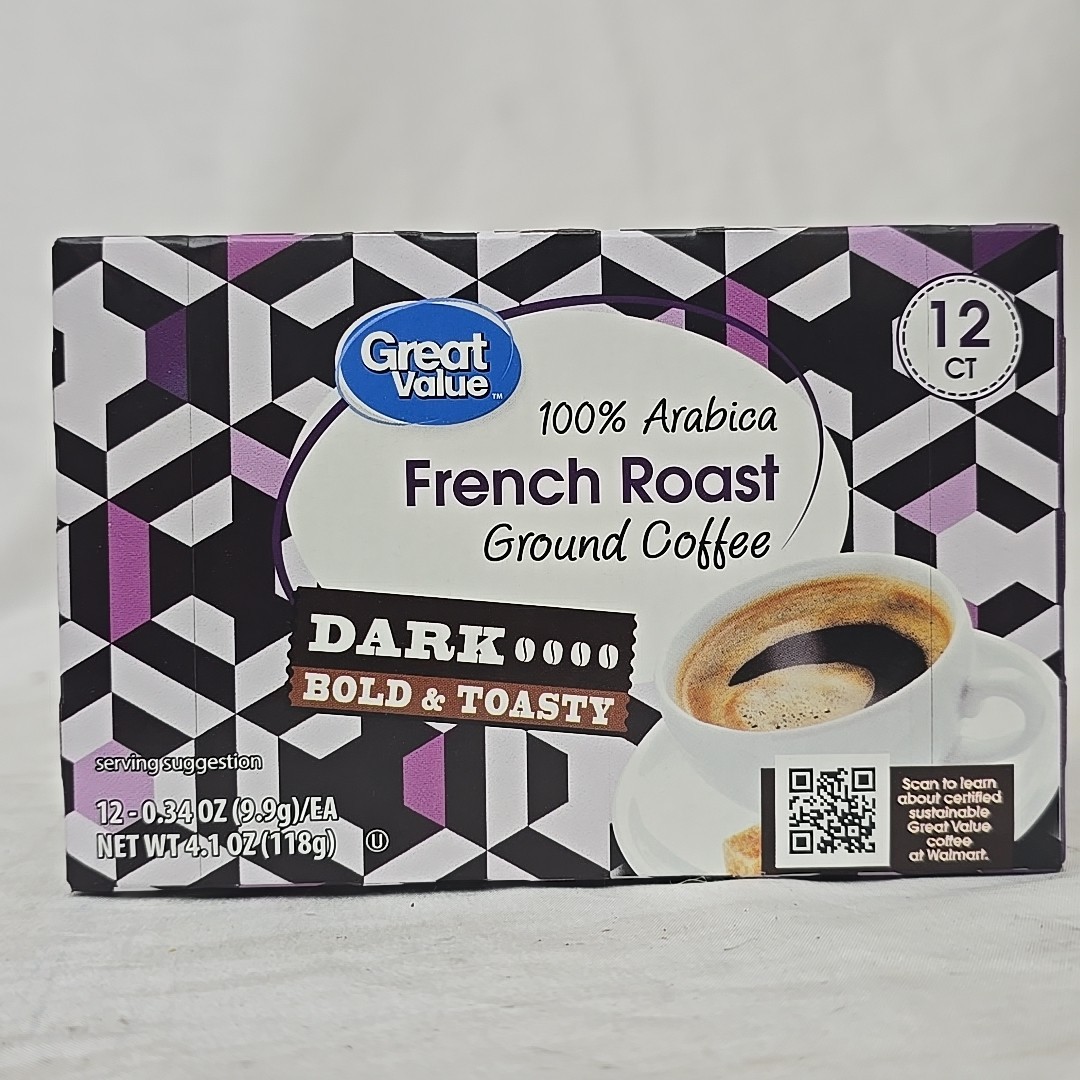 Great
Value™
12
CT
100% Arabica
French Roast
Ground Coffee
DARK
BOLD & TOASTY
serving suggestion
12 - 0.34 OZ (9.9g)/EA
NET WT 4.1 OZ (118g)
U
Scan to learn
about certified
sustainable
Great Value
coffee
at Walmart.